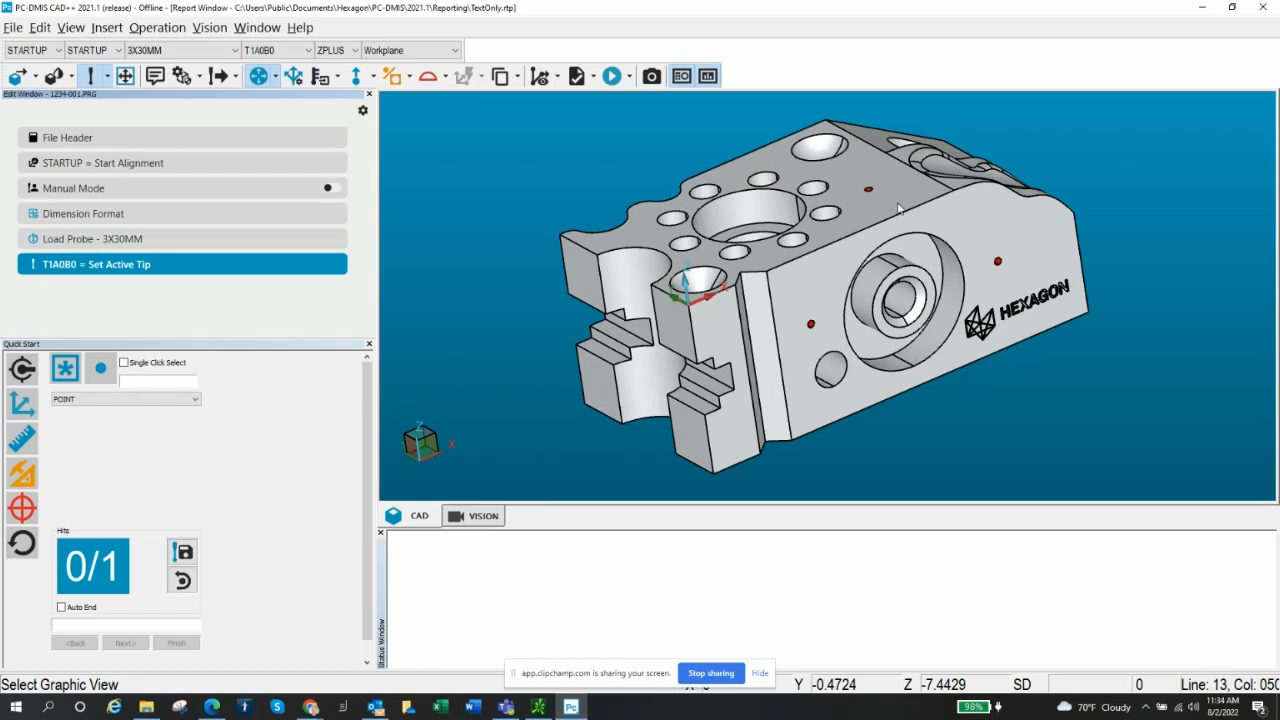 PC-DMIS CAD++ 2021.1 (release) - Offline - [Report Window - C:\Users\Public\Documents\Hexagon\PC-DMIS\2021.1\Reporting\TextOnly.rtp]
File Edit View Insert Operation Vision Window Help
STARTUP STARTUP 3X30MM T1A0B0 ZPLUS Workplane
Edit Window - 1234-001.PRG
File Header
STARTUP = Start Alignment
Manual Mode
Dimension Format
Load Probe - 3X30MM
T1A0B0 = Set Active Tip
HEXAGON
Z
X
Quick Start
Single Click Select
POINT
Hits
0/1
Auto End
<Back Next> Finish
CAD VISION
Status Window
app.clipchamp.com is sharing your screen. Stop sharing Hide
Select Graphic View Y -0.4724 Z -7.4429 SD 0 Line: 13, Col: 050
98% 70°F Cloudy 11:34 AM
8/2/2022